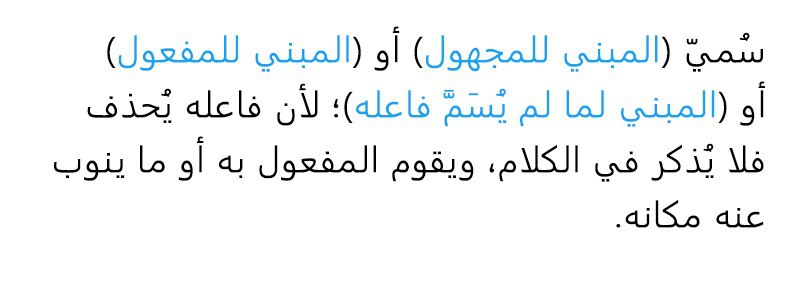 سُميّ (المبني للمجهول) أو (المبني للمفعول)
أو (المبني لما لم يُسَمَّ فاعله)؛ لأن فاعله يُحذف
فلا يُذكر في الكلام، ويقوم المفعول به أو ما ينوب
عنه مكانه.